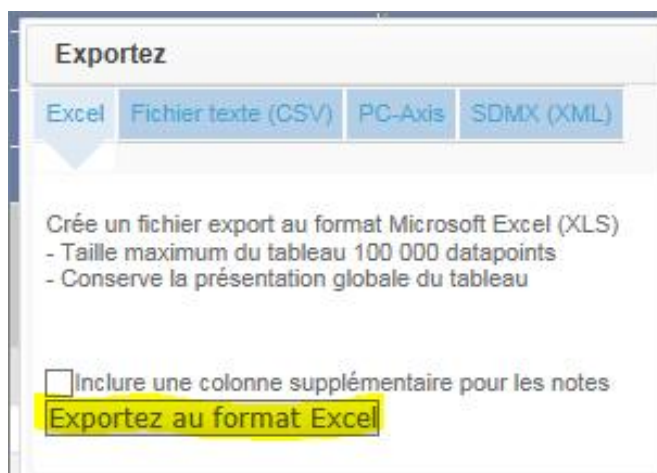 Exportez
Excel Fichier texte (CSV) PC-Axis SDMX (XML)
Crée un fichier export au format Microsoft Excel (XLS)
- Taille maximum du tableau 100 000 datapoints
- Conserve la présentation globale du tableau
Inclure une colonne supplémentaire pour les notes
Exportez au format Excel